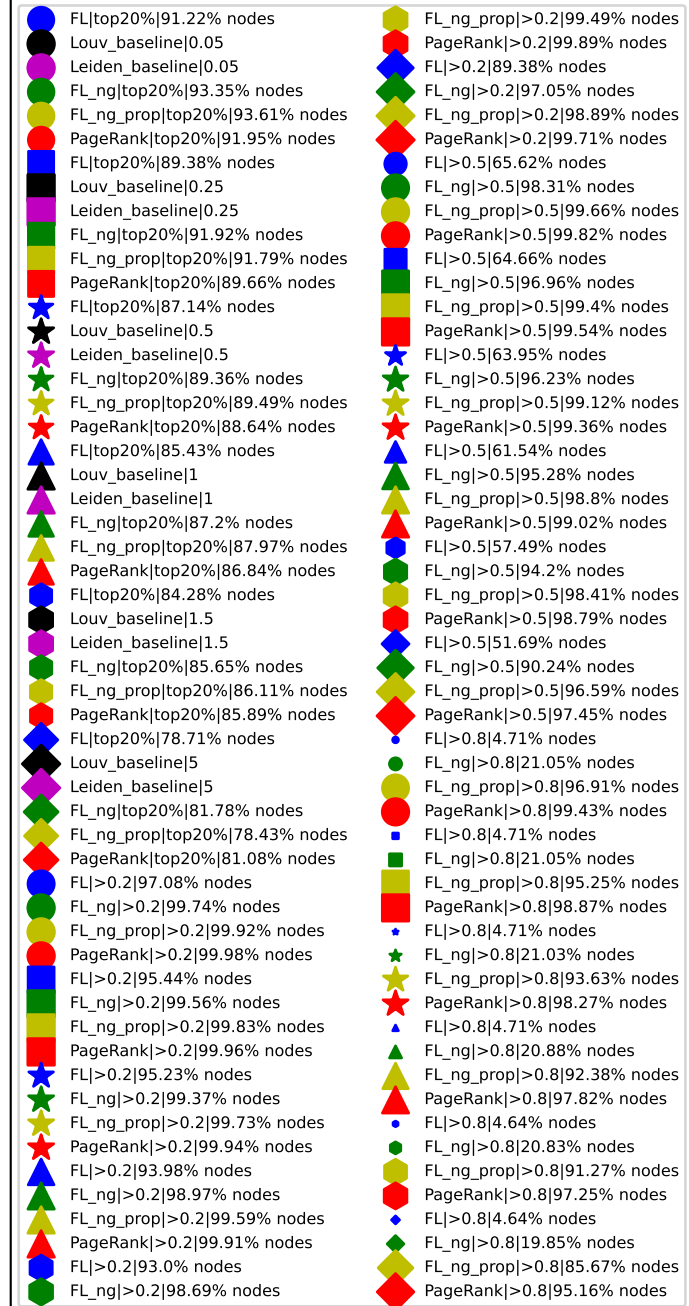 FL|top20%|91.22% nodes
Louv_baseline|0.05
Leiden_baseline|0.05
FL_ng|top20%|93.35% nodes
FL_ng_prop|top20%|93.61% nodes
PageRank|top20%|91.95% nodes
FL|top20%|89.38% nodes
Louv_baseline|0.25
Leiden_baseline|0.25
FL_ng|top20%|91.92% nodes
FL_ng_prop|top20%|91.79% nodes
PageRank|top20%|89.66% nodes
FL|top20%|87.14% nodes
Louv_baseline|0.5
Leiden_baseline|0.5
FL_ng|top20%|89.36% nodes
FL_ng_prop|top20%|89.49% nodes
PageRank|top20%|88.64% nodes
FL|top20%|85.43% nodes
Louv_baseline|1
Leiden_baseline|1
FL_ng|top20%|87.2% nodes
FL_ng_prop|top20%|87.97% nodes
PageRank|top20%|86.84% nodes
FL|top20%|84.28% nodes
Louv_baseline|1.5
Leiden_baseline|1.5
FL_ng|top20%|85.65% nodes
FL_ng_prop|top20%|86.11% nodes
PageRank|top20%|85.89% nodes
FL|top20%|78.71% nodes
Louv_baseline|5
Leiden_baseline|5
FL_ng|top20%|81.78% nodes
FL_ng_prop|top20%|78.43% nodes
PageRank|top20%|81.08% nodes
FL|>0.2|97.08% nodes
FL_ng|>0.2|99.74% nodes
FL_ng_prop|>0.2|99.92% nodes
PageRank|>0.2|99.98% nodes
FL|>0.2|95.44% nodes
FL_ng|>0.2|99.56% nodes
FL_ng_prop|>0.2|99.83% nodes
PageRank|>0.2|99.96% nodes
FL|>0.2|95.23% nodes
FL_ng|>0.2|99.37% nodes
FL_ng_prop|>0.2|99.73% nodes
PageRank|>0.2|99.94% nodes
FL|>0.2|93.98% nodes
FL_ng|>0.2|98.97% nodes
FL_ng_prop|>0.2|99.59% nodes
PageRank|>0.2|99.91% nodes
FL|>0.2|93.0% nodes
FL_ng|>0.2|98.69% nodes
FL_ng_prop|>0.2|99.49% nodes
PageRank|>0.2|99.89% nodes
FL|>0.2|89.38% nodes
FL_ng|>0.2|97.05% nodes
FL_ng_prop|>0.2|98.89% nodes
PageRank|>0.2|99.71% nodes
FL|>0.5|65.62% nodes
FL_ng|>0.5|98.31% nodes
FL_ng_prop|>0.5|99.66% nodes
PageRank|>0.5|99.82% nodes
FL|>0.5|64.66% nodes
FL_ng|>0.5|96.96% nodes
FL_ng_prop|>0.5|99.4% nodes
PageRank|>0.5|99.54% nodes
FL|>0.5|63.95% nodes
FL_ng|>0.5|96.23% nodes
FL_ng_prop|>0.5|99.12% nodes
PageRank|>0.5|99.36% nodes
FL|>0.5|61.54% nodes
FL_ng|>0.5|95.28% nodes
FL_ng_prop|>0.5|98.8% nodes
PageRank|>0.5|99.02% nodes
FL|>0.5|57.49% nodes
FL_ng|>0.5|94.2% nodes
FL_ng_prop|>0.5|98.41% nodes
PageRank|>0.5|98.79% nodes
FL|>0.5|51.69% nodes
FL_ng|>0.5|90.24% nodes
FL_ng_prop|>0.5|96.59% nodes
PageRank|>0.5|97.45% nodes
FL|>0.8|4.71% nodes
FL_ng|>0.8|21.05% nodes
FL_ng_prop|>0.8|96.91% nodes
PageRank|>0.8|99.43% nodes
FL|>0.8|4.71% nodes
FL_ng|>0.8|21.05% nodes
FL_ng_prop|>0.8|95.25% nodes
PageRank|>0.8|98.87% nodes
FL|>0.8|4.71% nodes
FL_ng|>0.8|21.03% nodes
FL_ng_prop|>0.8|93.63% nodes
PageRank|>0.8|98.27% nodes
FL|>0.8|4.71% nodes
FL_ng|>0.8|20.88% nodes
FL_ng_prop|>0.8|92.38% nodes
PageRank|>0.8|97.82% nodes
FL|>0.8|4.64% nodes
FL_ng|>0.8|20.83% nodes
FL_ng_prop|>0.8|91.27% nodes
PageRank|>0.8|97.25% nodes
FL|>0.8|4.64% nodes
FL_ng|>0.8|19.85% nodes
FL_ng_prop|>0.8|85.67% nodes
PageRank|>0.8|95.16% nodes